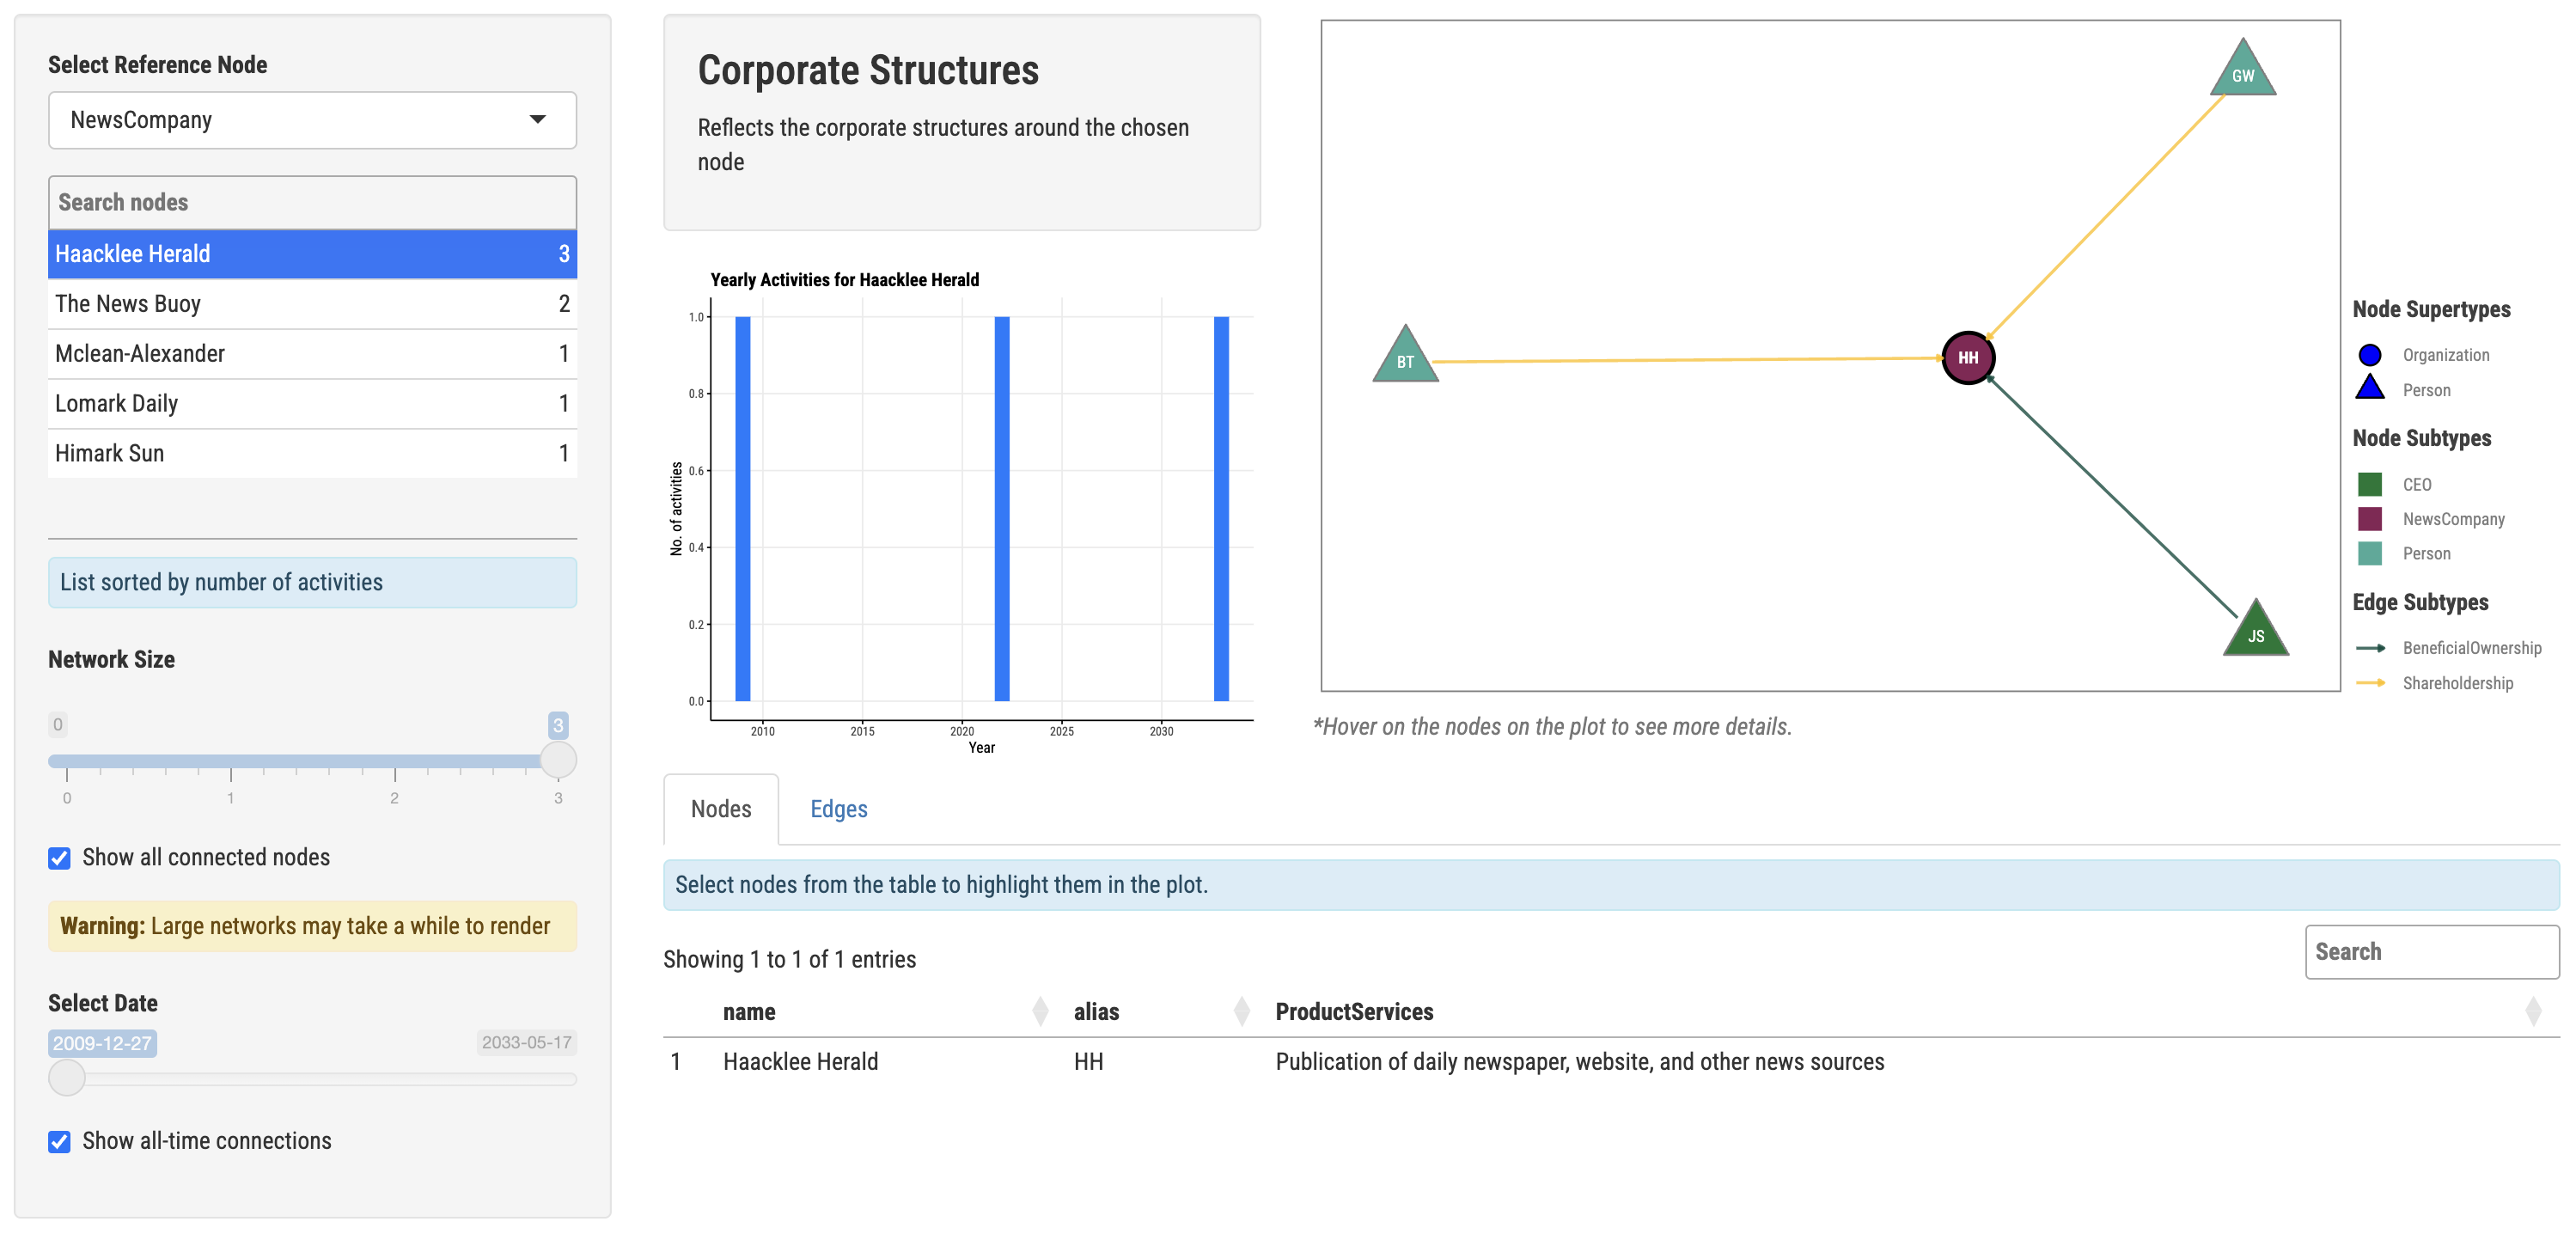 Select Reference Node
NewsCompany
Search nodes
Haacklee Herald 3
The News Buoy 2
Mclean-Alexander 1
Lomark Daily 1
Himark Sun 1
List sorted by number of activities
Network Size
0 3
0 1 2 3
Show all connected nodes
Warning: Large networks may take a while to render
Select Date
2009-12-27 2033-05-17
Show all-time connections
Corporate Structures
Reflects the corporate structures around the chosen
node
Yearly Activities for Haacklee Herald
No. of activities
1.0
0.8
0.6
0.4
0.2
0.0
2010 2015 2020 2025 2030
Year
GW
BT
HH
JS
Node Supertypes
Organization
Person
Node Subtypes
CEO
NewsCompany
Person
Edge Subtypes
BeneficialOwnership
Shareholdership
*Hover on the nodes on the plot to see more details.
Nodes Edges
Select nodes from the table to highlight them in the plot.
Showing 1 to 1 of 1 entries
Search
name alias ProductServices
1 Haacklee Herald HH Publication of daily newspaper, website, and other news sources